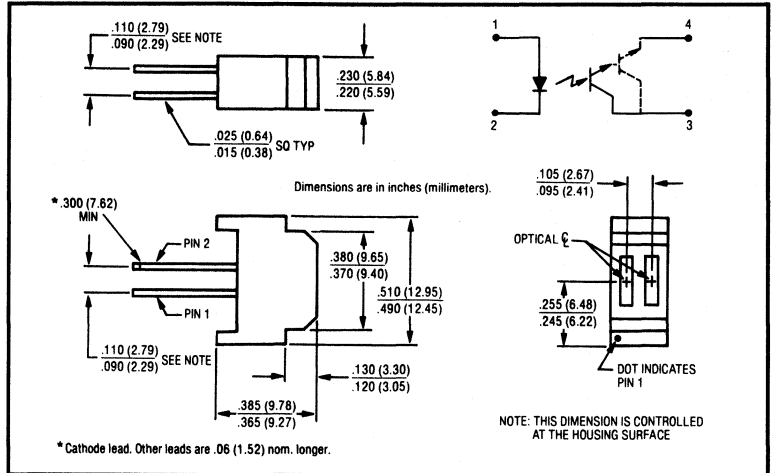 .110 (2.79)
.090 (2.29)
SEE NOTE
.230 (5.84)
.220 (5.59)
.025 (0.64)
.015 (0.38)
SQ TYP
1
4
2
3
Dimensions are in inches (millimeters).
.105 (2.67)
.095 (2.41)
* .300 (7.62)
MIN
PIN 2
PIN 1
.380 (9.65)
.370 (9.40)
.510 (12.95)
.490 (12.45)
.110 (2.79)
.090 (2.29)
SEE NOTE
.130 (3.30)
.120 (3.05)
.385 (9.78)
.365 (9.27)
OPTICAL ℄
.255 (6.48)
.245 (6.22)
DOT INDICATES
PIN 1
NOTE: THIS DIMENSION IS CONTROLLED
AT THE HOUSING SURFACE
* Cathode lead. Other leads are .06 (1.52) nom. longer.